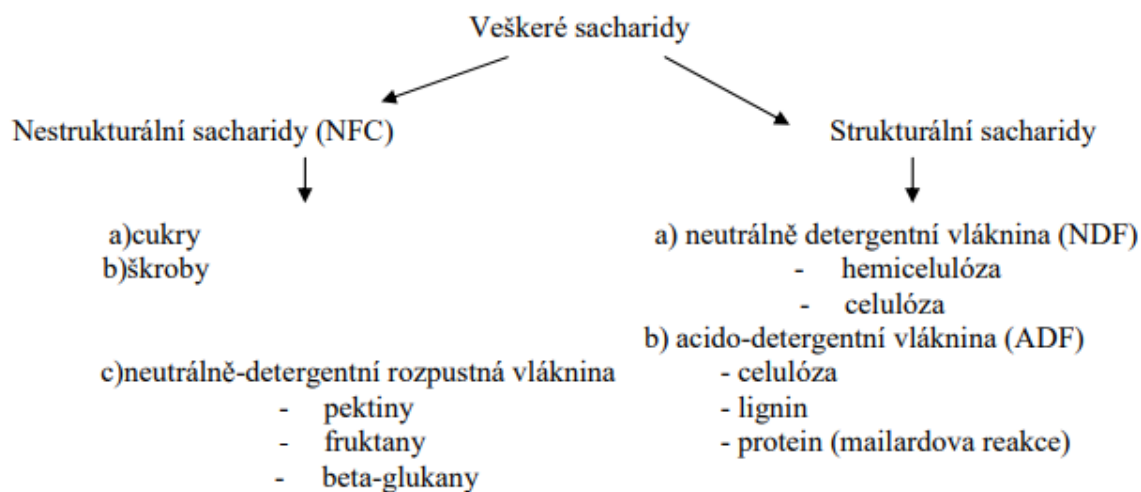 Veškeré sacharidy
Nestrukturální sacharidy (NFC)
Strukturální sacharidy
a)cukry
b)škroby
c)neutrálně-detergentní rozpustná vláknina
- pektiny
- fruktany
- beta-glukany
a) neutrálně detergentní vláknina (NDF)
- hemicelulóza
- celulóza
b) acido-detergentní vláknina (ADF)
- celulóza
- lignin
- protein (mailardova reakce)